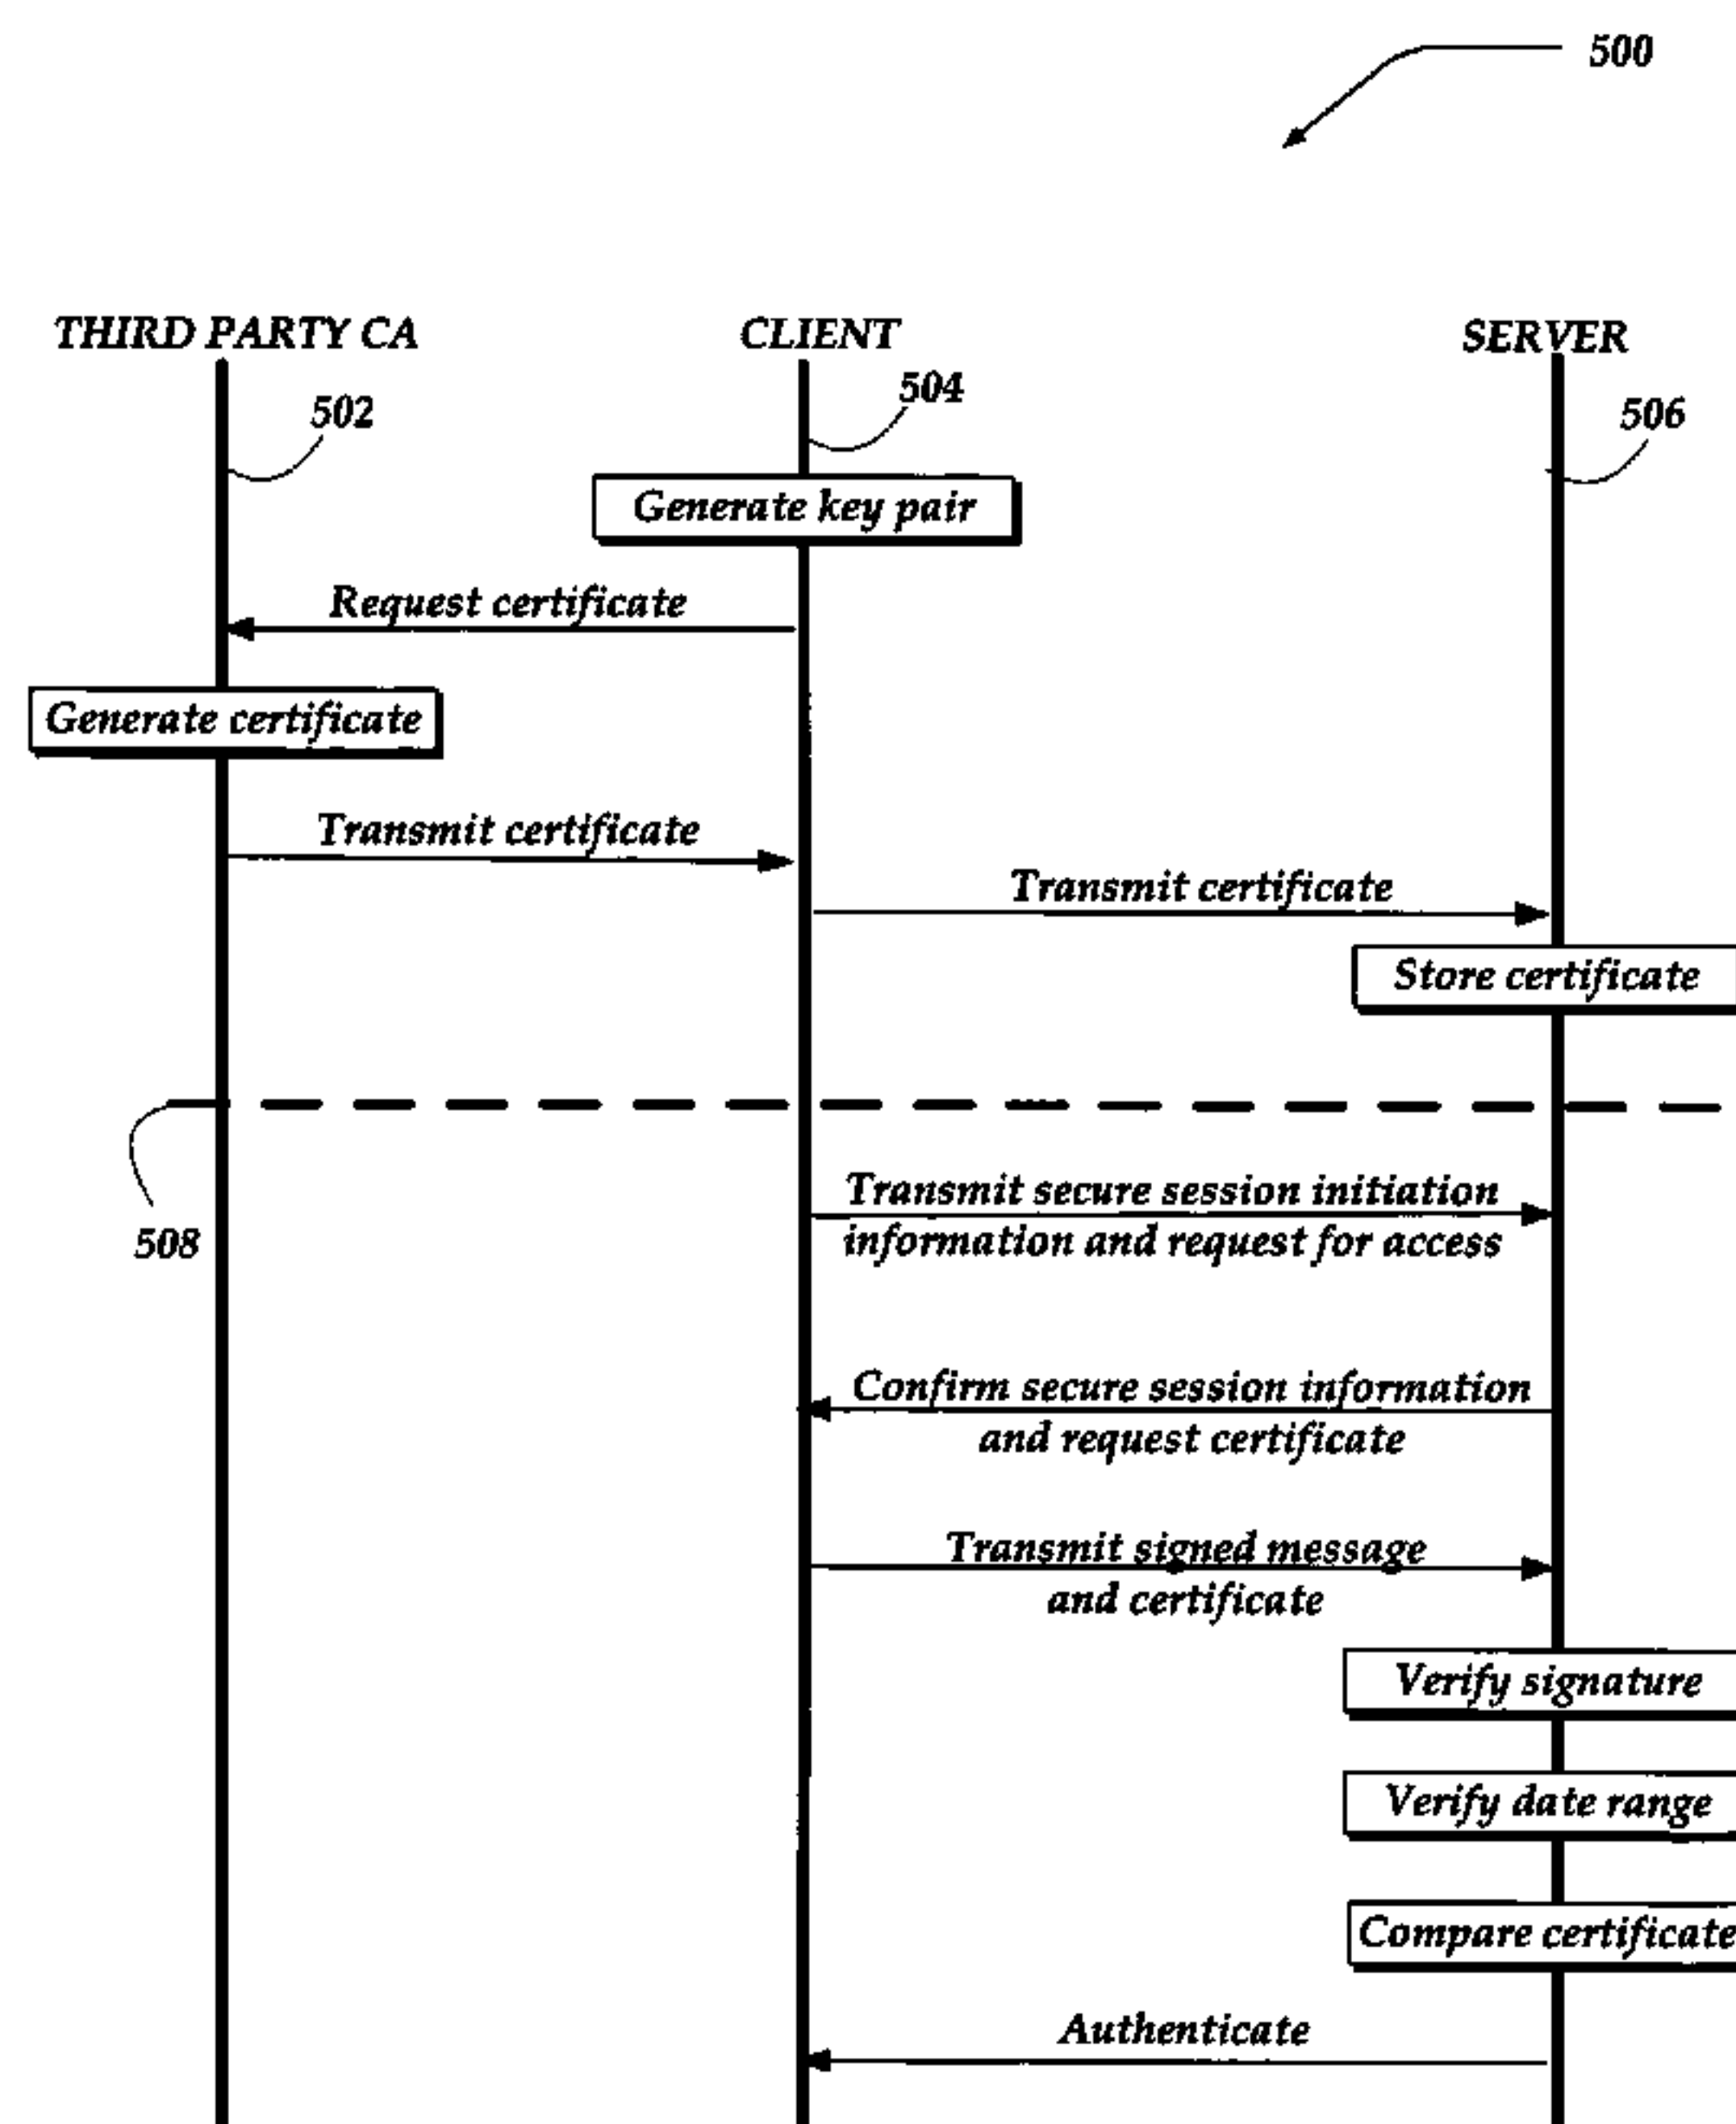 500
THIRD PARTY CA
CLIENT
SERVER
502
504
506
Generate key pair
Request certificate
Generate certificate
Transmit certificate
Transmit certificate
Store certificate
508
Transmit secure session initiation
information and request for access
Confirm secure session information
and request certificate
Transmit signed message
and certificate
Verify signature
Verify date range
Compare certificate
Authenticate